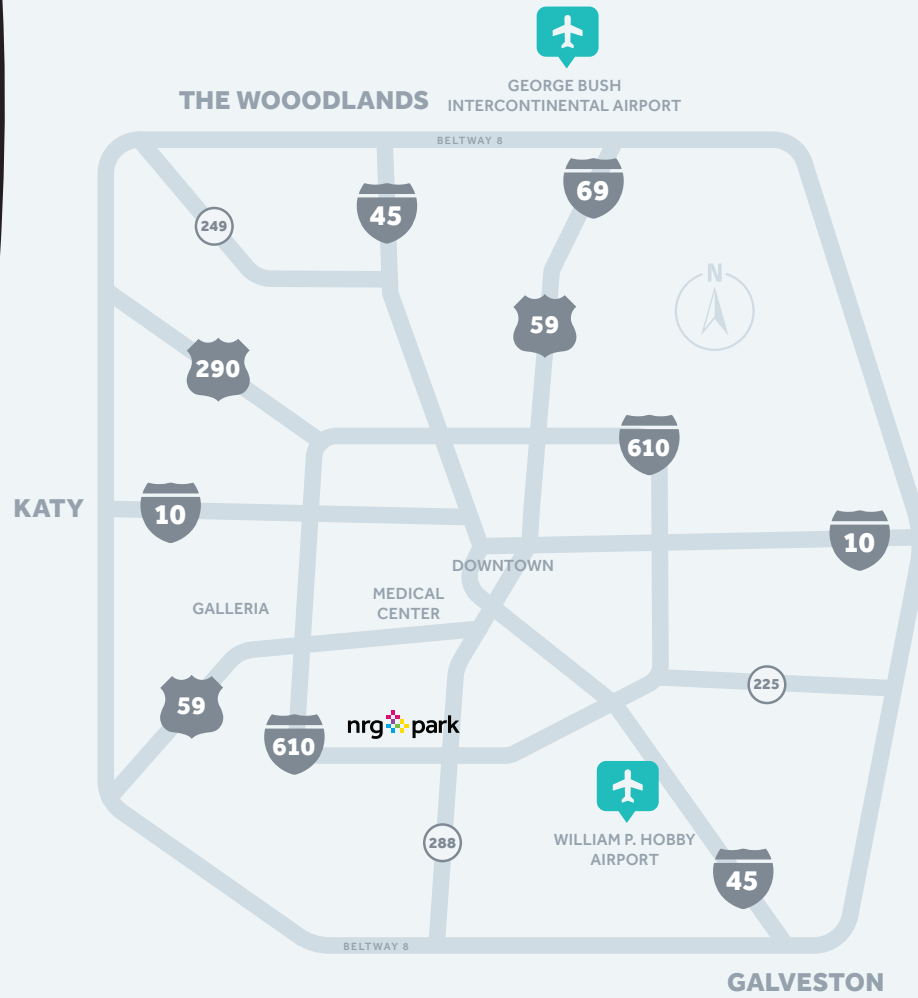 GEORGE BUSH
INTERCONTINENTAL AIRPORT
THE WOOODLANDS
BELTWAY 8
69
45
249
N
59
290
610
KATY
10
10
DOWNTOWN
MEDICAL
CENTER
GALLERIA
225
59
nrg park
610
288
WILLIAM P. HOBBY
AIRPORT
45
BELTWAY 8
GALVESTON